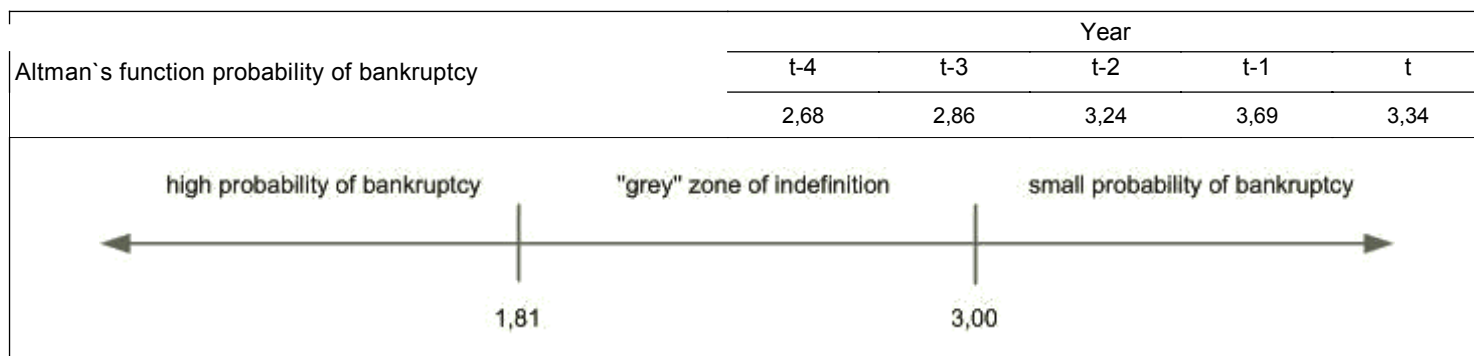 Year
Altman`s function probability of bankruptcy
t-4 t-3 t-2 t-1 t
2,68 2,86 3,24 3,69 3,34
high probability of bankruptcy "grey" zone of indefinition small probability of bankruptcy
1,81 3,00